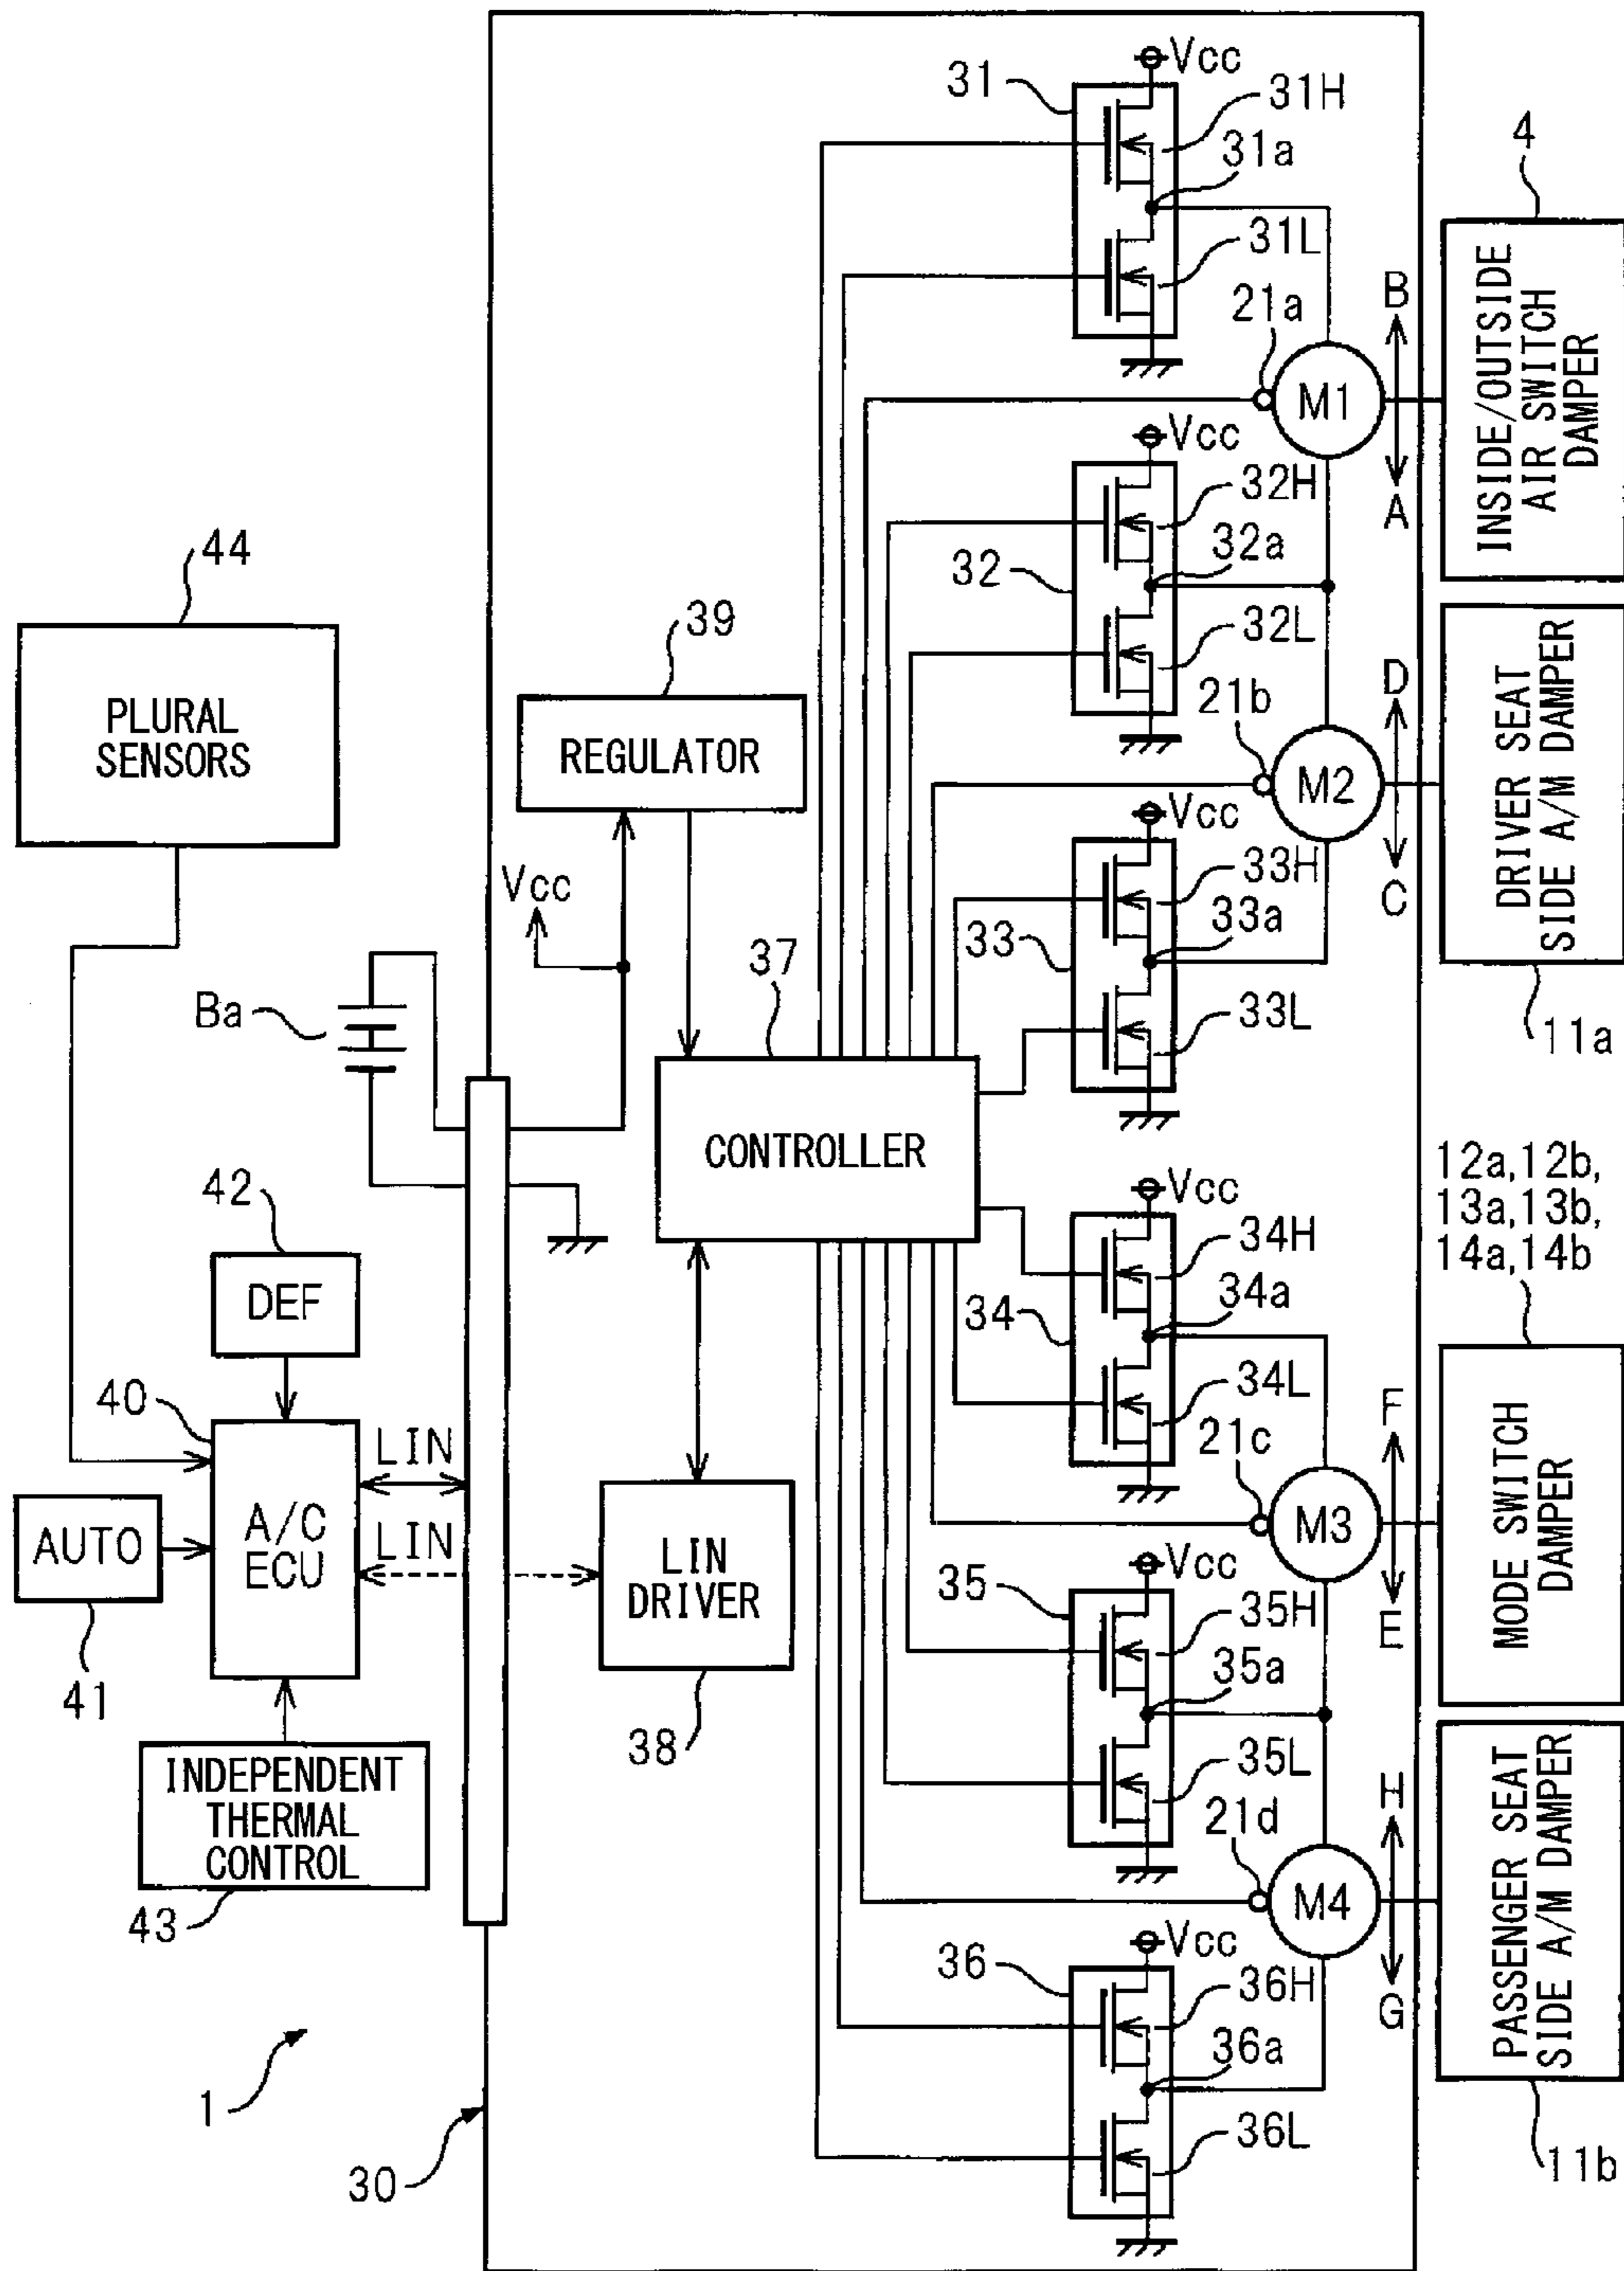 31
Vcc
31H
31a
31L
21a
M1
B
A
4
INSIDE/OUTSIDE
AIR SWITCH
DAMPER
Vcc
32H
32a
32
32L
21b
M2
D
C
DRIVER SEAT
SIDE A/M DAMPER
11a
44
PLURAL
SENSORS
39
REGULATOR
Vcc
Ba
37
CONTROLLER
Vcc
33H
33a
33
33L
12a,12b,
13a,13b,
14a,14b
Vcc
34H
34a
34
34L
21c
M3
F
E
MODE SWITCH
DAMPER
42
DEF
40
A/C
ECU
LIN
LIN
AUTO
41
LIN
DRIVER
38
INDEPENDENT
THERMAL
CONTROL
43
Vcc
35
35H
35a
35L
21d
M4
H
G
PASSENGER SEAT
SIDE A/M DAMPER
11b
Vcc
36
36H
36a
36L
1
30